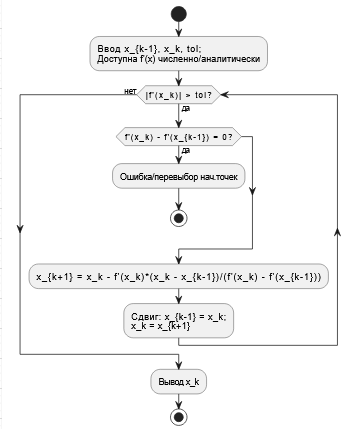 Ввод x_{k-1}, x_k, tol;
Доступна f'(x) численно/аналитически
нет
|f'(x_k)| > tol?
да
f'(x_k) - f'(x_{k-1}) = 0?
да
Ошибка/перевыбор нач.точек
x_{k+1} = x_k - f'(x_k)*(x_k - x_{k-1})/(f'(x_k) - f'(x_{k-1}))
Сдвиг: x_{k-1} = x_k;
x_k = x_{k+1}
Вывод x_k